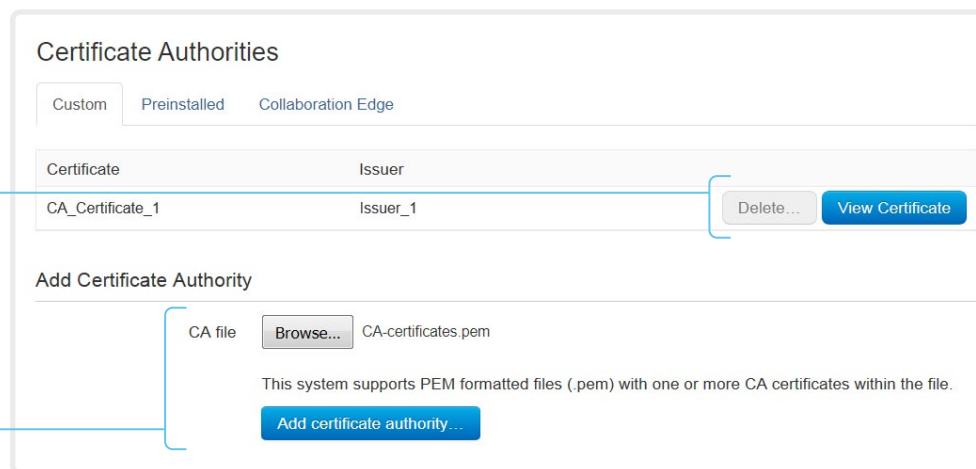 Certificate Authorities
Custom Preinstalled Collaboration Edge
Certificate Issuer
CA_Certificate_1 Issuer_1 Delete... View Certificate
Add Certificate Authority
CA file Browse... CA-certificates.pem
This system supports PEM formatted files (.pem) with one or more CA certificates within the file.
Add certificate authority...